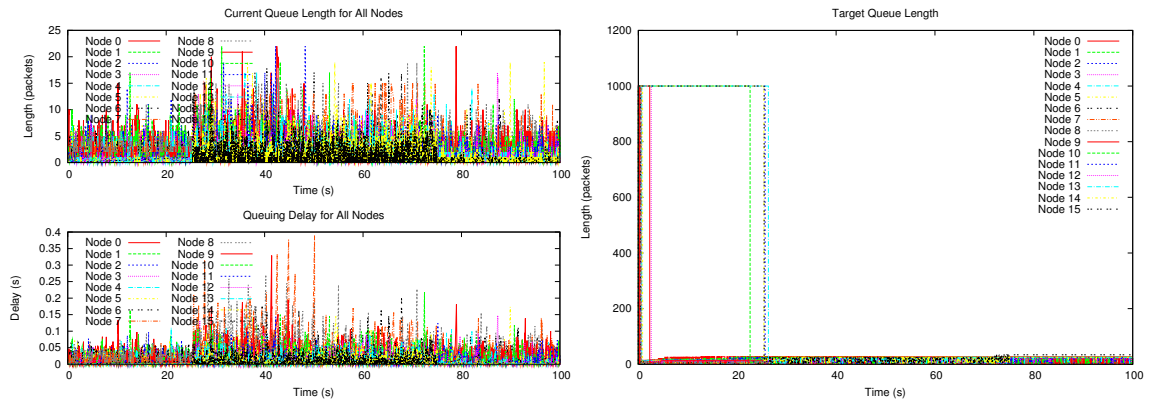 Current Queue Length for All Nodes
Length (packets)
25
20
15
10
5
0
Node 0
Node 1
Node 2
Node 3
Node 4
Node 5
Node 6
Node 7
Node 8
Node 9
Node 10
Node 11
Node 12
Node 13
Node 14
Node 15
0 20 40 60 80 100
Time (s)
Queuing Delay for All Nodes
Delay (s)
0.4
0.35
0.3
0.25
0.2
0.15
0.1
0.05
0
Node 0
Node 1
Node 2
Node 3
Node 4
Node 5
Node 6
Node 7
Node 8
Node 9
Node 10
Node 11
Node 12
Node 13
Node 14
Node 15
0 20 40 60 80 100
Time (s)
Target Queue Length
Length (packets)
1200
1000
800
600
400
200
0
Node 0
Node 1
Node 2
Node 3
Node 4
Node 5
Node 6
Node 7
Node 8
Node 9
Node 10
Node 11
Node 12
Node 13
Node 14
Node 15
0 20 40 60 80 100
Time (s)